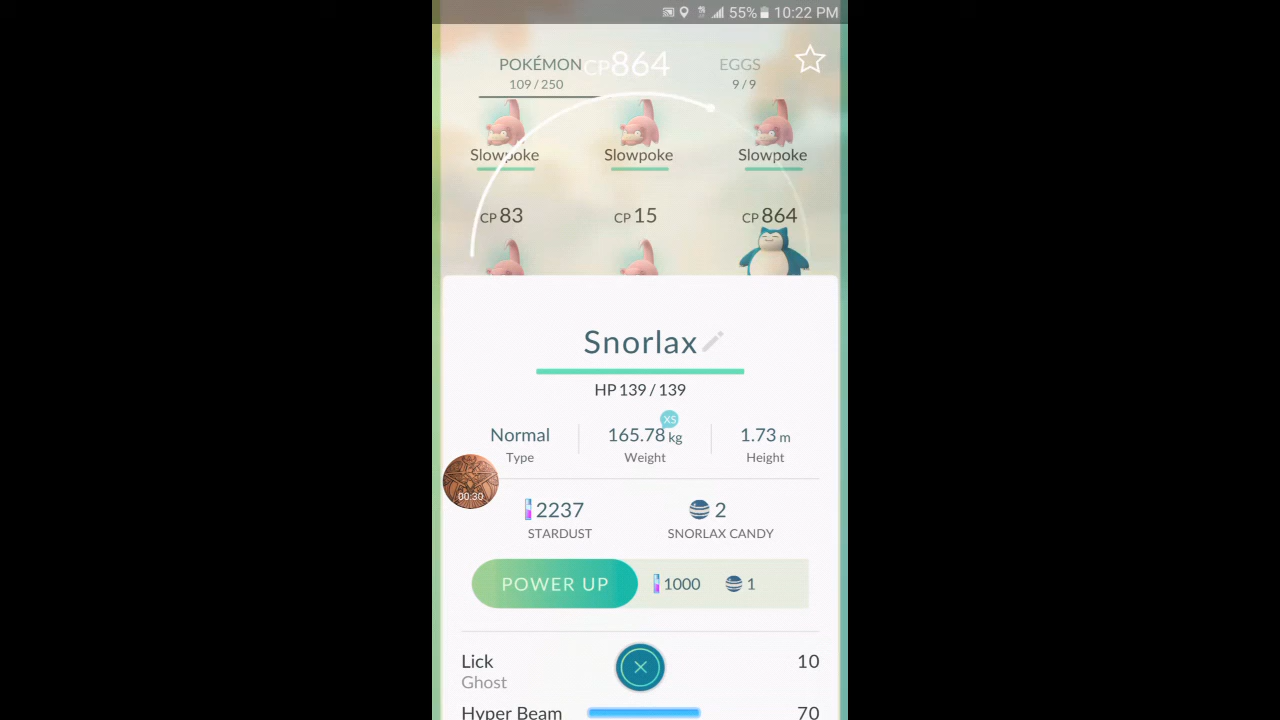 55% 10:22 PM
POKÉMON CP864 EGGS
109 / 250 9 / 9
Slowpoke Slowpoke Slowpoke
CP 83 CP 15 CP 864
Snorlax
HP 139 / 139
XS
Normal 165.78 kg 1.73 m
Type Weight Height
00:30
2237 2
STARDUST SNORLAX CANDY
POWER UP 1000 1
Lick 10
Ghost
Hyper Beam 70